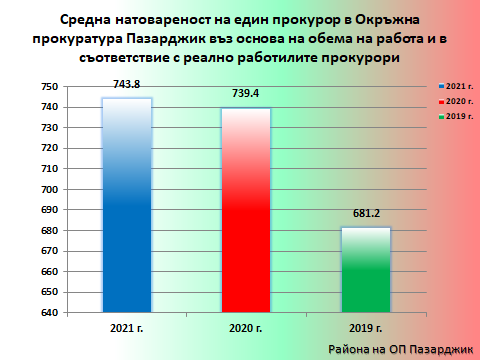 Средна натовареност на един прокурор в Окръжна
прокуратура Пазарджик въз основа на обема на работа и в
съответствие с реално работилите прокурори
750
740
730
720
710
700
690
680
670
660
650
640
743.8
739.4
681.2
2021 г.
2020 г.
2019 г.
2021 г.
2020 г.
2019 г.
Района на ОП Пазарджик